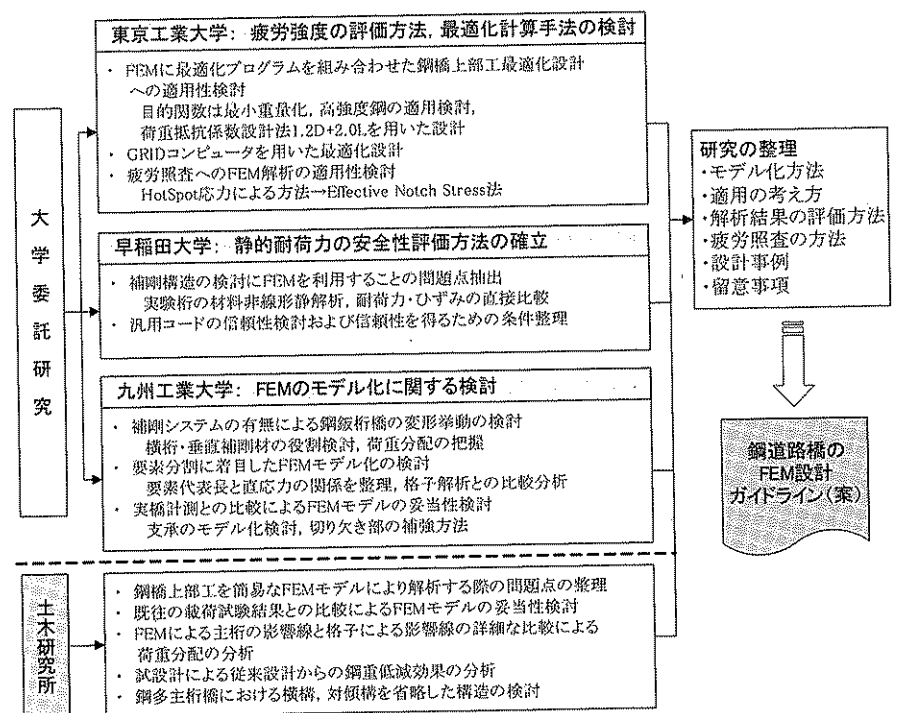 大学委託研究
東京工業大学: 疲労強度の評価方法, 最適化計算手法の検討
・ FEMに最適化プログラムを組み合わせた鋼橋上部工最適化設計
への適用性検討
目的関数は最小重量化, 高強度鋼の適用検討,
荷重抵抗係数設計法1.2D+2.0Lを用いた設計
・ GRIDコンピュータを用いた最適化設計
・ 疲労照査へのFEM解析の適用性検討
HotSpot応力による方法→Effective Notch Stress法
早稲田大学: 静的耐荷力の安全性評価方法の確立
・ 補剛構造の検討にFEMを利用することの問題点抽出
実験桁の材料非線形静解析, 耐荷力・ひずみの直接比較
・ 汎用コードの信頼性検討および信頼性を得るための条件整理
九州工業大学: FEMのモデル化に関する検討
・ 補剛システムの有無による鋼鈑桁橋の変形挙動の検討
横桁・垂直補剛材の役割検討, 荷重分配の把握
・ 要素分割に着目したFEMモデル化の検討
要素代表長と直応力の関係を整理, 格子解析との比較分析
・ 実橋計測との比較によるFEMモデルの妥当性検討
支承のモデル化検討, 切り欠き部の補強方法
土木研究所
・ 鋼橋上部工を簡易なFEMモデルにより解析する際の問題点の整理
・ 既往の載荷試験結果との比較によるFEMモデルの妥当性検討
・ FEMによる主桁の影響線と格子による影響線の詳細な比較による
荷重分配の分析
・ 試設計による従来設計からの鋼重低減効果の分析
・ 鋼多主桁橋における横構, 対傾構を省略した構造の検討
研究の整理
・モデル化方法
・適用の考え方
・解析結果の評価方法
・疲労照査の方法
・設計事例
・留意事項
鋼道路橋の
FEM設計
ガイドライン(案)